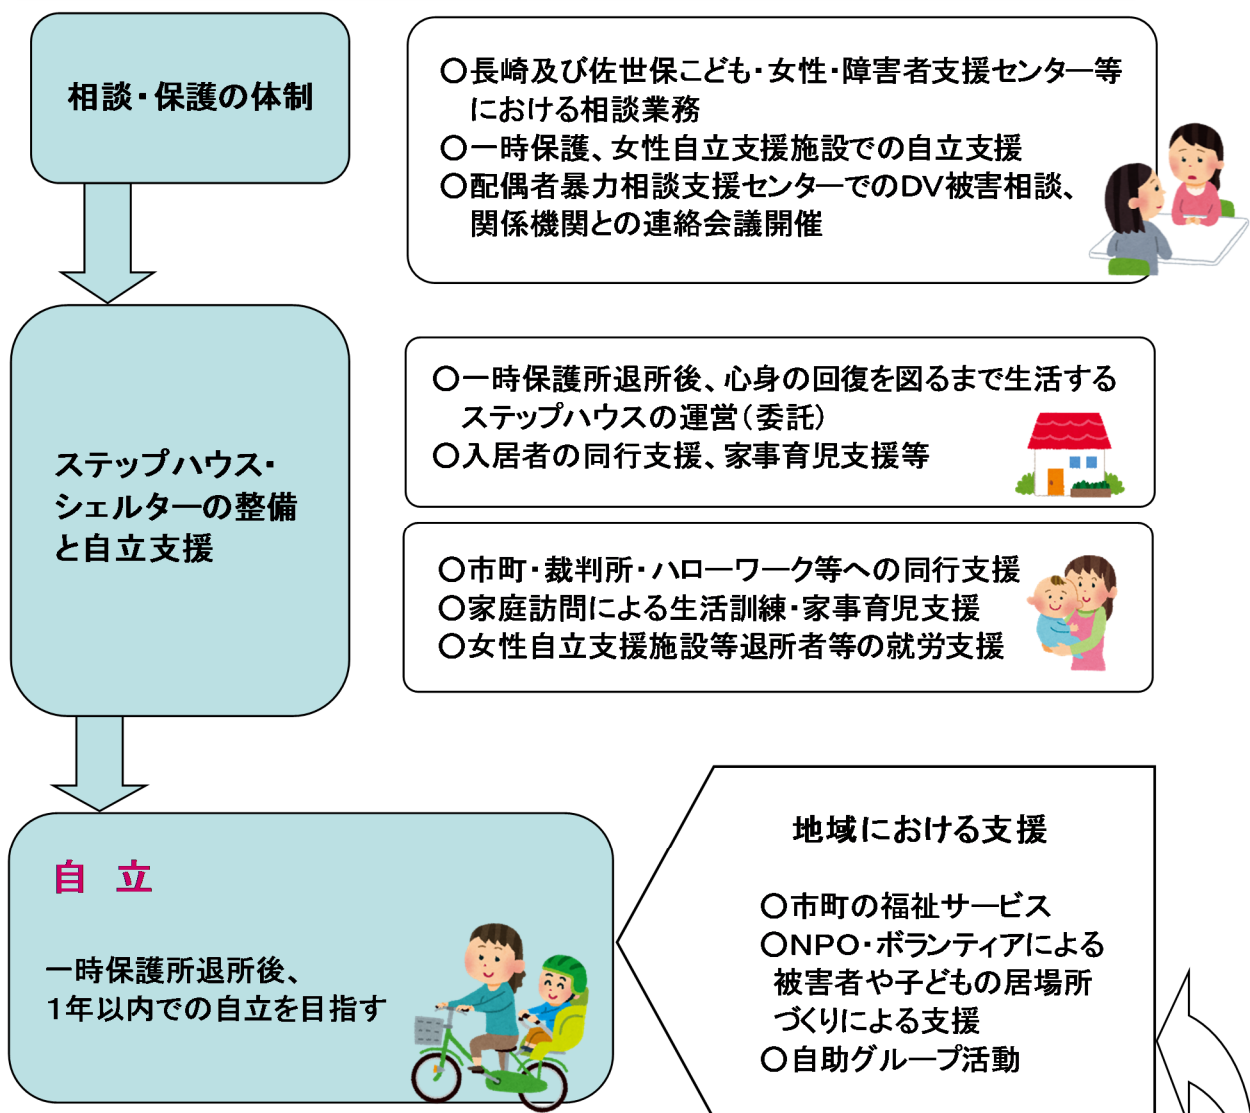 相談・保護の体制
○長崎及び佐世保こども・女性・障害者支援センター等
における相談業務
○一時保護、女性自立支援施設での自立支援
○配偶者暴力相談支援センターでのDV被害相談、
関係機関との連絡会議開催
ステップハウス・
シェルターの整備
と自立支援
○一時保護所退所後、心身の回復を図るまで生活する
ステップハウスの運営（委託）
○入居者の同行支援、家事育児支援等
○市町・裁判所・ハローワーク等への同行支援
○家庭訪問による生活訓練・家事育児支援
○女性自立支援施設等退所者等の就労支援
自 立
一時保護所退所後、
1年以内での自立を目指す
地域における支援
○市町の福祉サービス
○NPO・ボランティアによる
被害者や子どもの居場所
づくりによる支援
○自助グループ活動